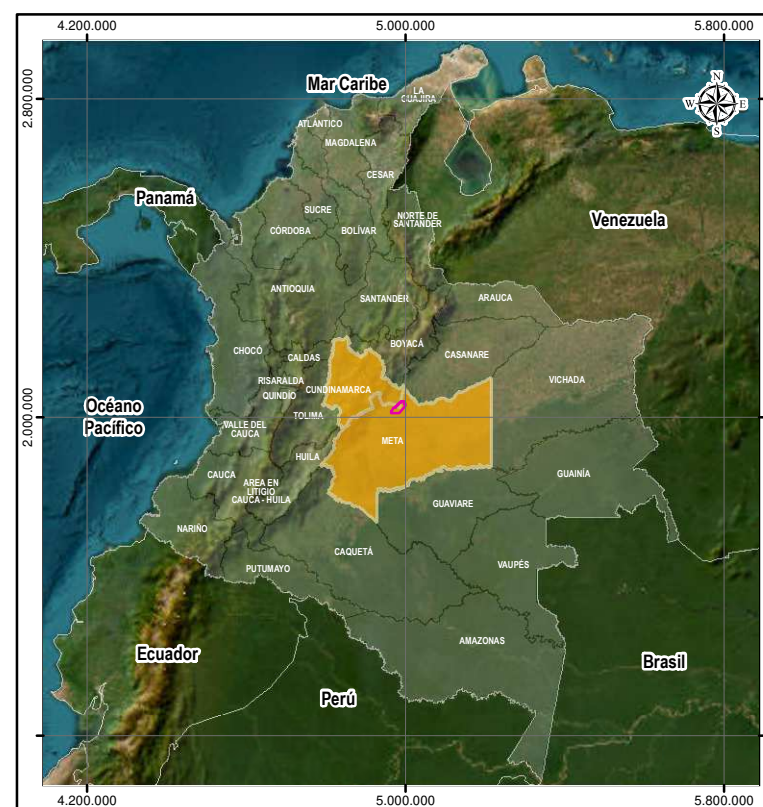 4.200.000
5.000.000
5.800.000
2.800.000
2.000.000
N
W
E
S
Mar Caribe
LA
GUAJIRA
ATLÁNTICO
MAGDALENA
CESAR
Panamá
SUCRE
NORTE DE
SANTANDER
Venezuela
CÓRDOBA
BOLÍVAR
ANTIOQUIA
SANTANDER
ARAUCA
CHOCÓ
CALDAS
BOYACÁ
CASANARE
VICHADA
RISARALDA
CUNDINAMARCA
QUINDIO
Océano
Pacífico
TOLIMA
VALLE DEL
CAUCA
META
HUILA
CAUCA
AREA EN
LITIGIO
CAUCA - HUILA
GUAINÍA
GUAVIARE
NARIÑO
CAQUETÁ
PUTUMAYO
VAUPÉS
AMAZONAS
Ecuador
Perú
Brasil
4.200.000
5.000.000
5.800.000